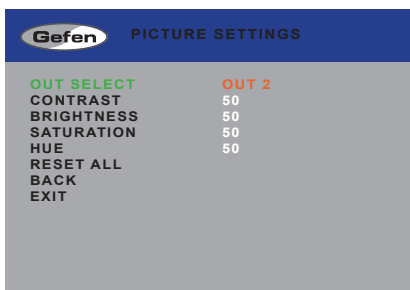 Gefen PICTURE SETTINGS
OUT SELECT OUT 2
CONTRAST 50
BRIGHTNESS 50
SATURATION 50
HUE 50
RESET ALL
BACK
EXIT